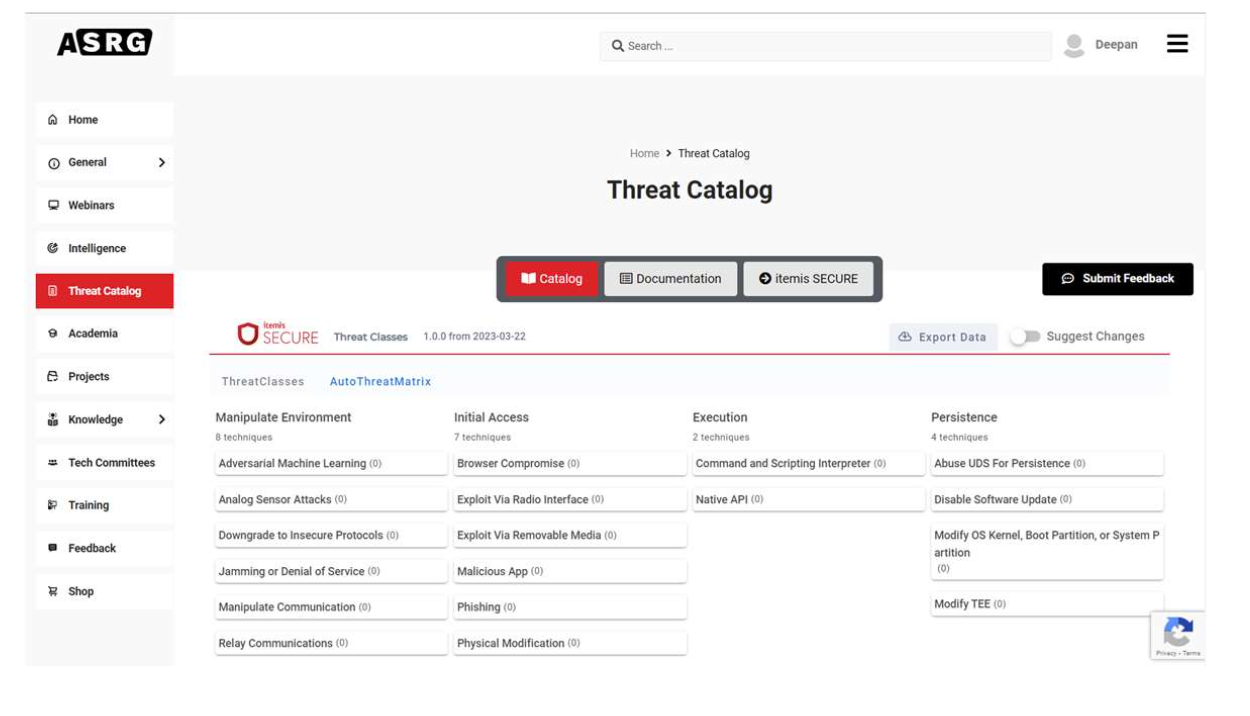 ASRG
Search ...
Deepan
Home
General
Webinars
Intelligence
Threat Catalog
Academia
Projects
Knowledge
Tech Committees
Training
Feedback
Shop
Home > Threat Catalog
Threat Catalog
Catalog
Documentation
itemis SECURE
Submit Feedback
itemis
SECURE
Threat Classes
1.0.0 from 2023-03-22
Export Data
Suggest Changes
ThreatClasses
AutoThreatMatrix
Manipulate Environment
8 techniques
Adversarial Machine Learning (0)
Analog Sensor Attacks (0)
Downgrade to Insecure Protocols (0)
Jamming or Denial of Service (0)
Manipulate Communication (0)
Relay Communications (0)
Initial Access
7 techniques
Browser Compromise (0)
Exploit Via Radio Interface (0)
Exploit Via Removable Media (0)
Malicious App (0)
Phishing (0)
Physical Modification (0)
Execution
2 techniques
Command and Scripting Interpreter (0)
Native API (0)
Persistence
4 techniques
Abuse UDS For Persistence (0)
Disable Software Update (0)
Modify OS Kernel, Boot Partition, or System P
artition
(0)
Modify TEE (0)
Privacy - Terms